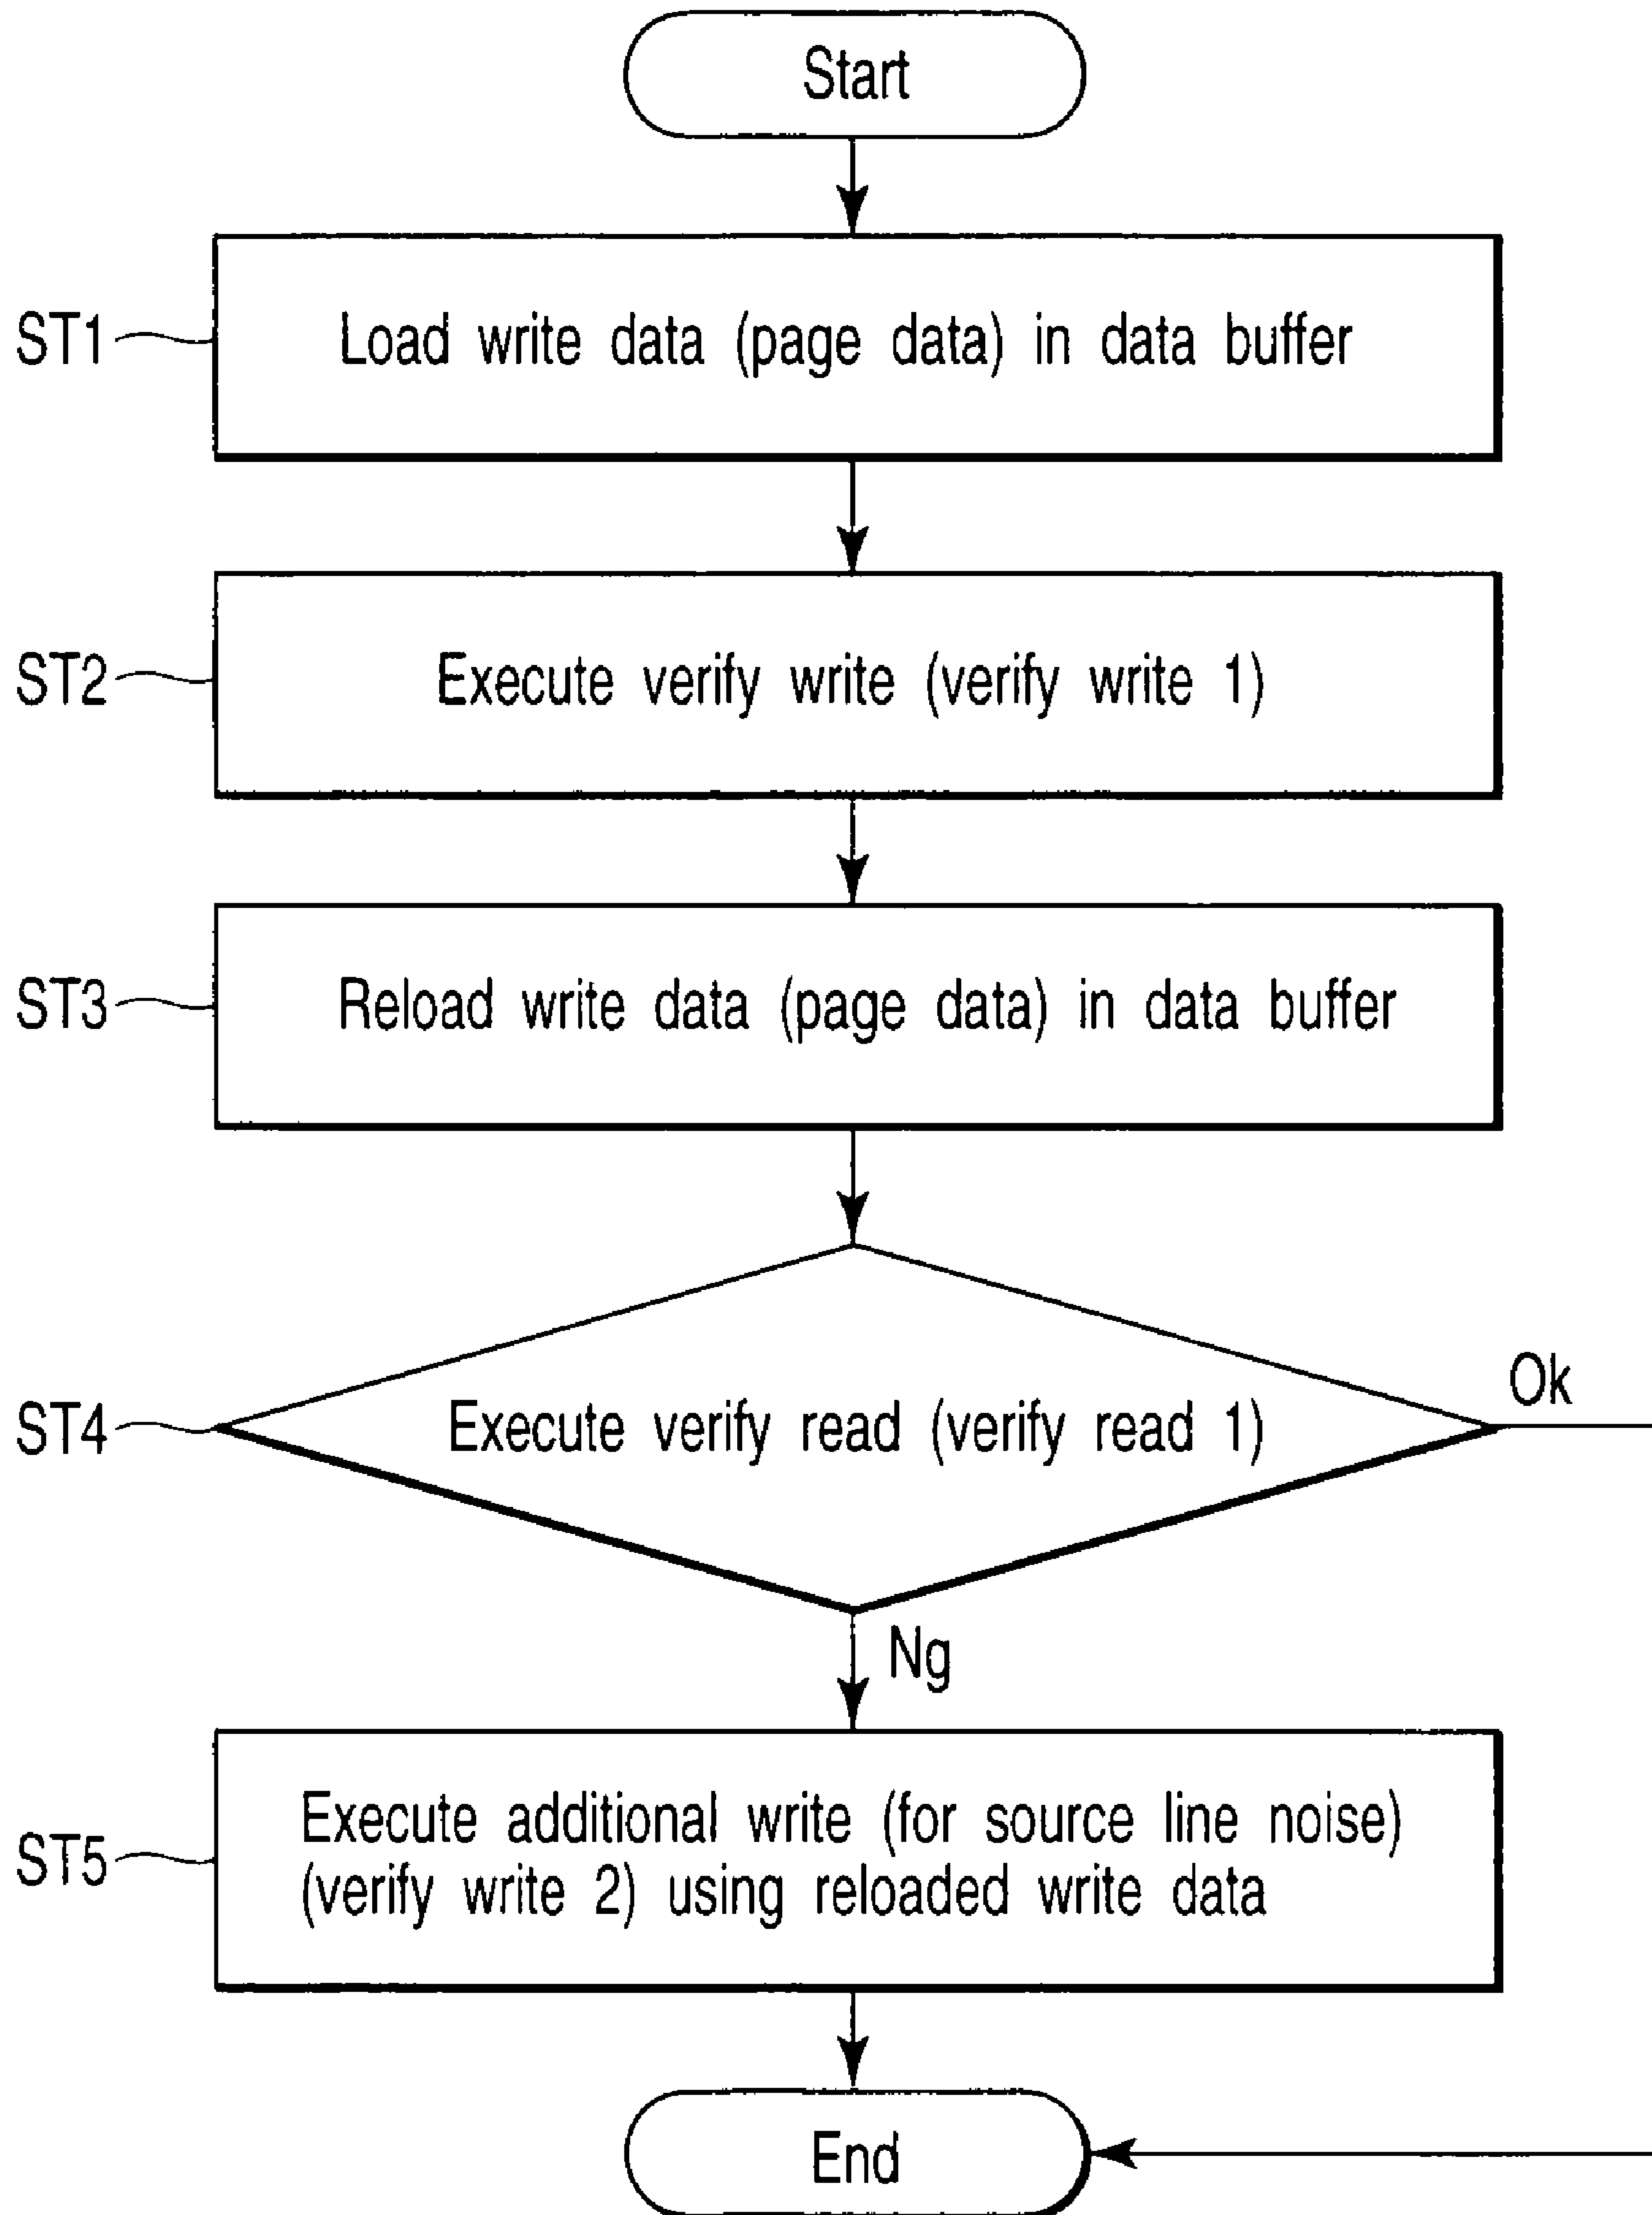 Start
ST1
Load write data (page data) in data buffer
ST2
Execute verify write (verify write 1)
ST3
Reload write data (page data) in data buffer
ST4
Execute verify read (verify read 1)
Ok
Ng
ST5
Execute additional write (for source line noise)
(verify write 2) using reloaded write data
End